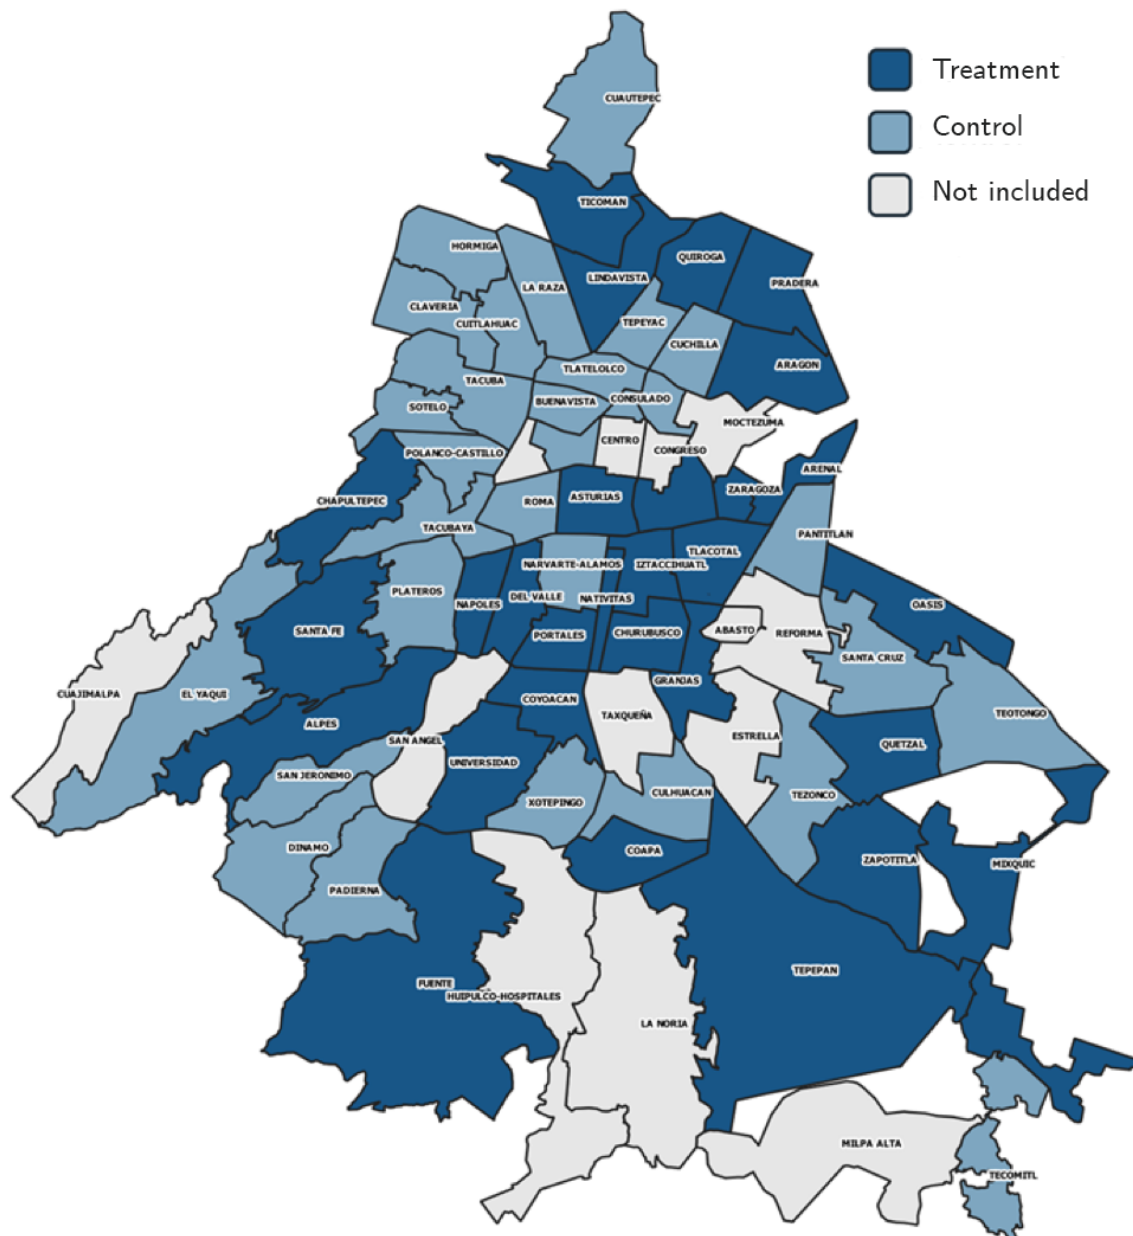 Treatment
Control
Not included
CUAUTEPEC
TICOMAN
HORMIGA
QUIROGA
LINDAVISTA
PRADERA
LA RAZA
CLAVERIA
CUITLAHUAC
TEPEYAC
CUCHILLA
TLATELOLCO
ARAGON
TACUBA
SOTELO
BUENAVISTA
CONSULADO
MOCTEZUMA
CENTRO
POLANCO-CASTILLO
CONGRESO
ARENAL
CHAPULTEPEC
ROMA
ASTURIAS
ZARAGOZA
TACUBAYA
PANTITLAN
TLACOTAL
NARVARTE-ALAMOS
IZTACCIHUATL
PLATEROS
NAPOLES
DEL VALLE
NATIVITAS
OASIS
SANTA FE
PORTALES
CHURUBUSCO
ABASTO
REFORMA
SANTA CRUZ
CUAJIMALPA
EL YAQUI
COYOACAN
GRANJAS
ALPES
TAXQUEÑA
TEOTONGO
SAN ANGEL
ESTRELLA
QUETZAL
UNIVERSIDAD
SAN JERONIMO
XOTEPINGO
CULHUACAN
TEZONCO
DINAMO
COAPA
ZAPOTITLA
MIXQUIC
PADIERNA
TEPEPAN
FUENTE
HUIPULCO-HOSPITALES
LA NORIA
MILPA ALTA
TECOMITL